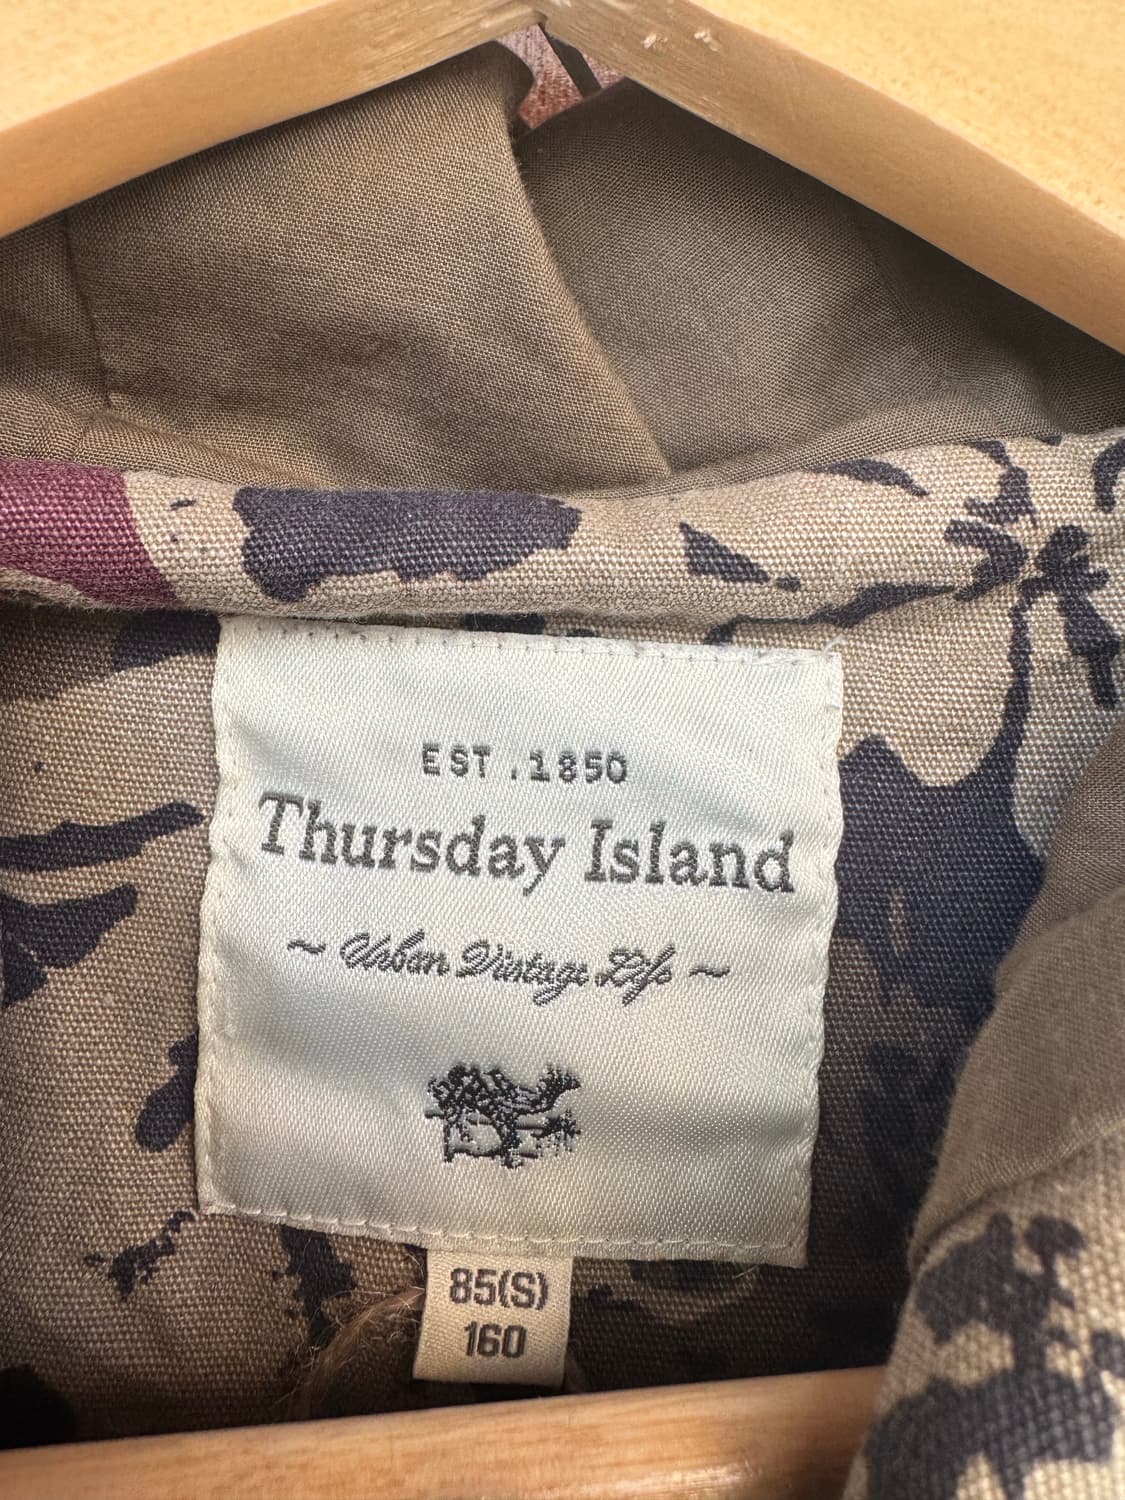 EST.1850
Thursday Island
~ Urban Vintage Life ~
85(S)
160